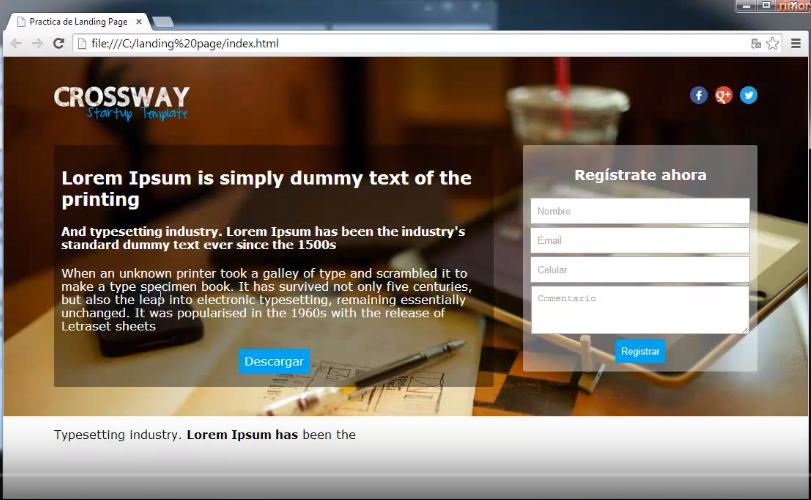 Practica de Landing Page
file:///C:/landing%20page/index.html
CROSSWAY
Startup Template
f
g+
Lorem Ipsum is simply dummy text of the
printing
And typesetting industry. Lorem Ipsum has been the industry's
standard dummy text ever since the 1500s
When an unknown printer took a galley of type and scrambled it to
make a type specimen book. It has survived not only five centuries,
but also the leap into electronic typesetting, remaining essentially
unchanged. It was popularised in the 1960s with the release of
Letraset sheets
Descargar
Regístrate ahora
Nombre
Email
Celular
Comentario
Registrar
Typesetting industry. Lorem Ipsum has been the